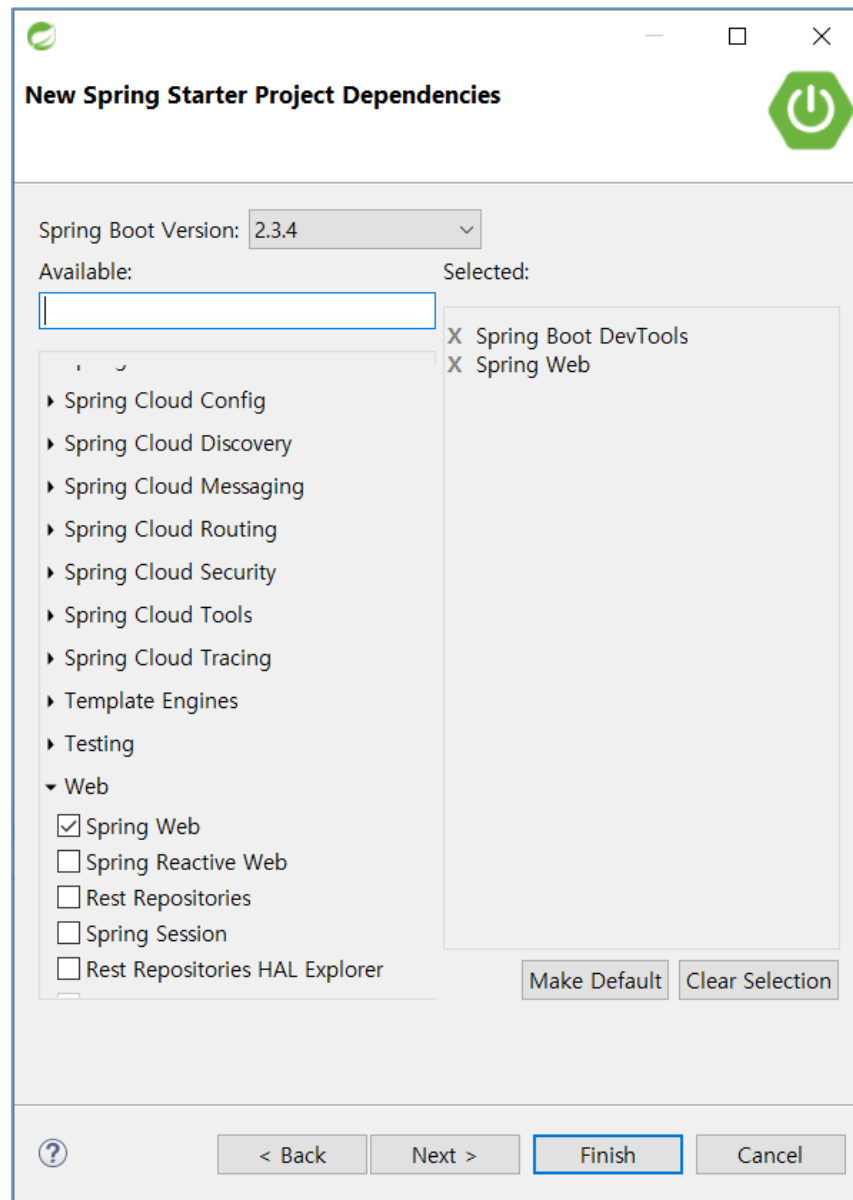 New Spring Starter Project Dependencies
Spring Boot Version: 2.3.4
Available:
Selected:
X Spring Boot DevTools
X Spring Web
Spring Cloud Config
Spring Cloud Discovery
Spring Cloud Messaging
Spring Cloud Routing
Spring Cloud Security
Spring Cloud Tools
Spring Cloud Tracing
Template Engines
Testing
Web
Spring Web
Spring Reactive Web
Rest Repositories
Spring Session
Rest Repositories HAL Explorer
Make Default Clear Selection
? < Back Next > Finish Cancel